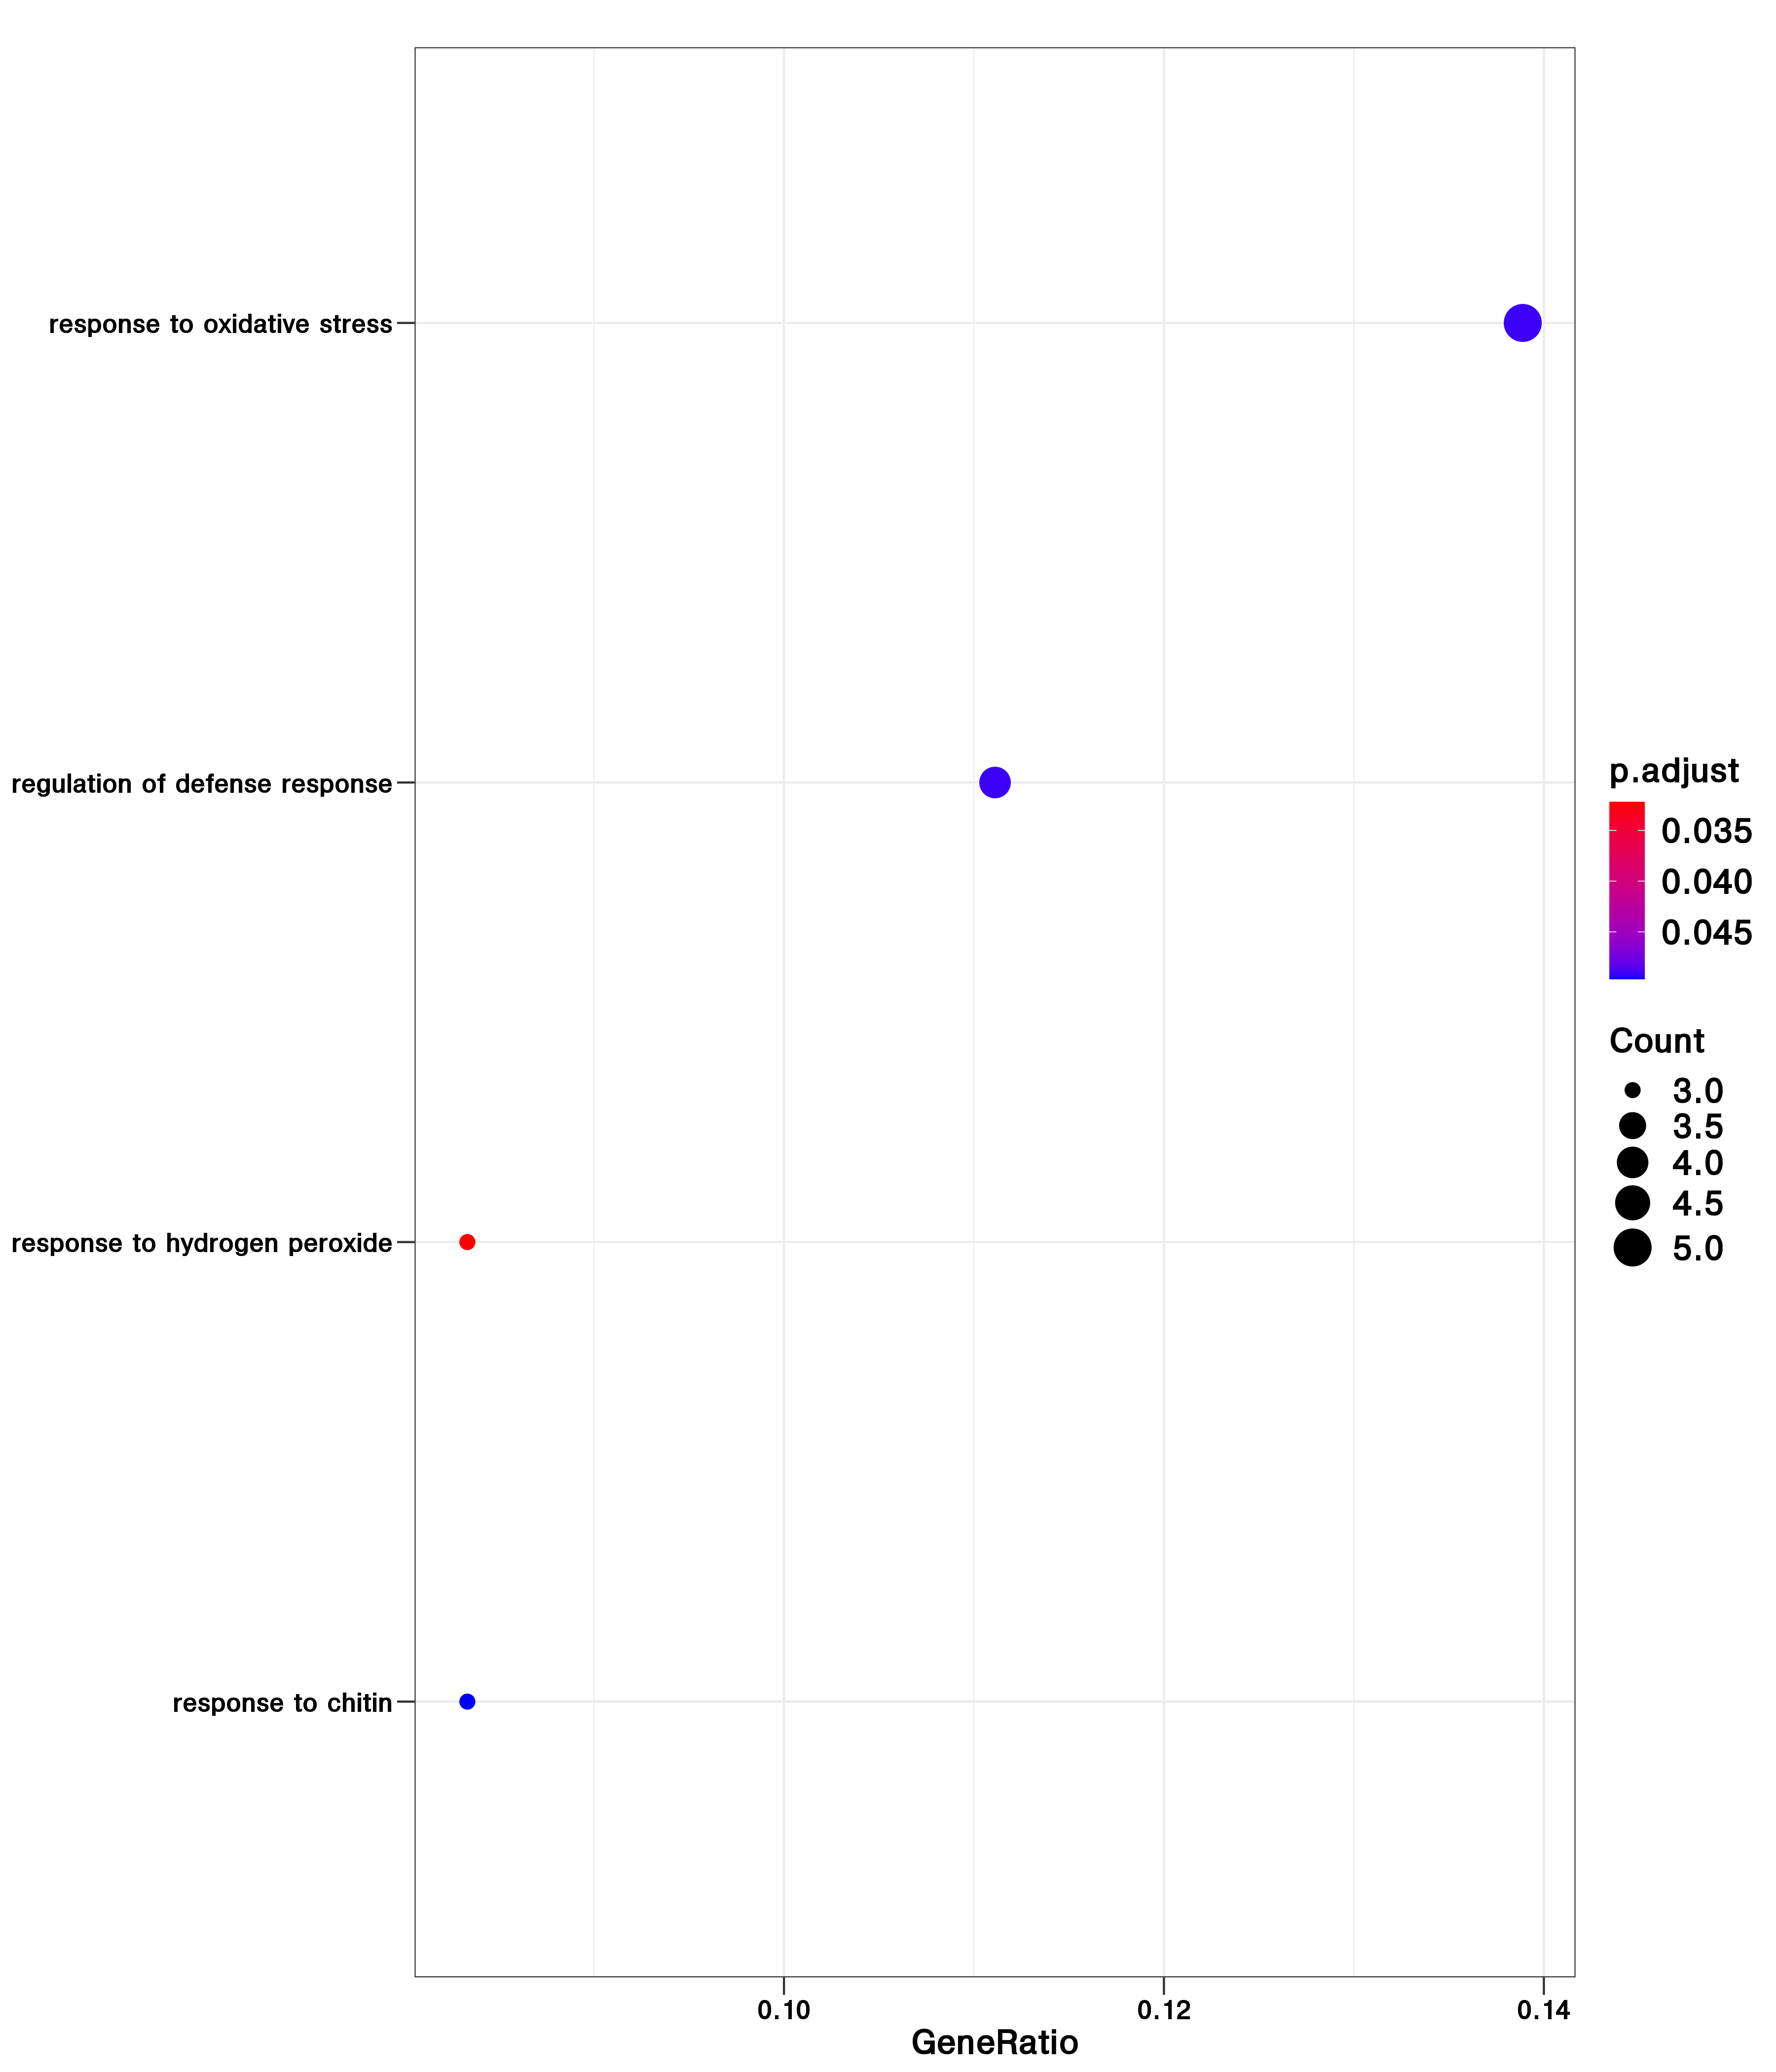 response to oxidative stress
regulation of defense response
response to hydrogen peroxide
response to chitin
0.10
0.12
0.14
GeneRatio
p.adjust
0.035
0.040
0.045
Count
3.0
3.5
4.0
4.5
5.0